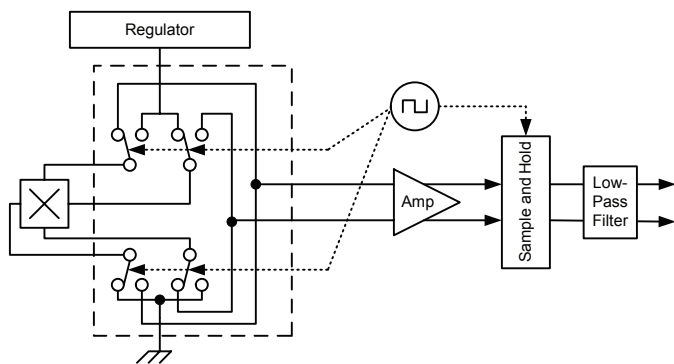 Regulator
Amp
Sample and Hold
Low-
Pass
Filter